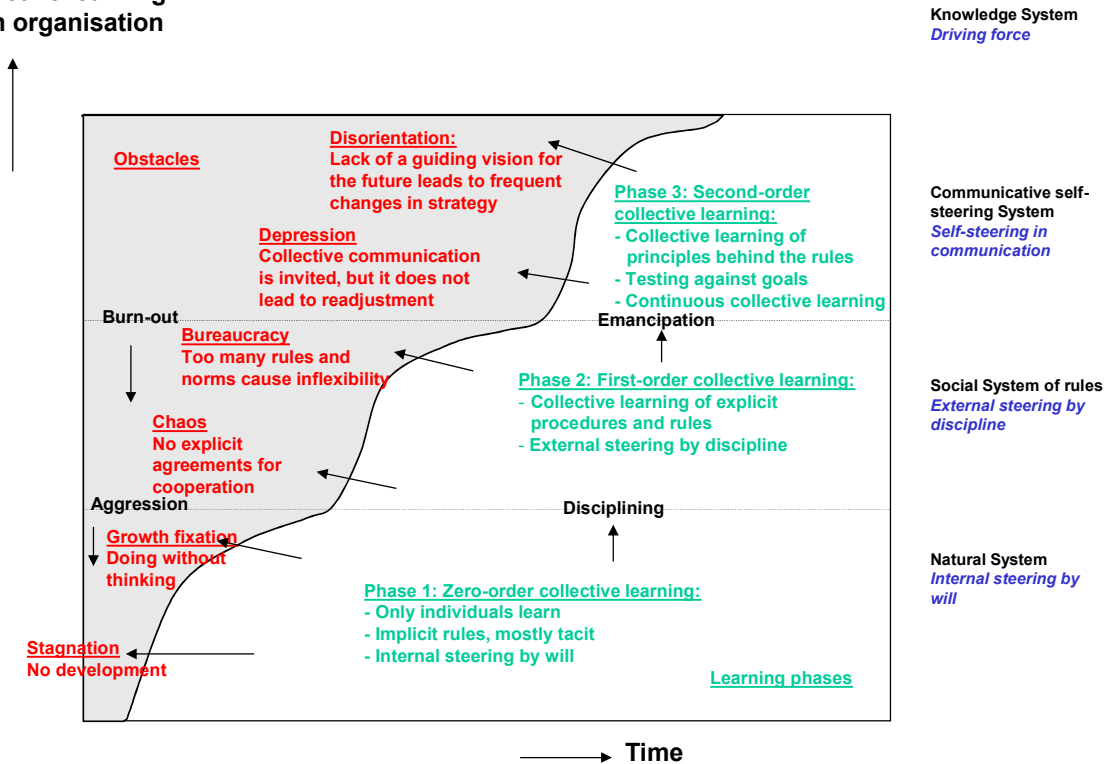 n organisation
Knowledge System
Driving force
Obstacles
Disorientation:
Lack of a guiding vision for
the future leads to frequent
changes in strategy
Phase 3: Second-order
collective learning:
- Collective learning of
principles behind the rules
- Testing against goals
- Continuous collective learning
Communicative self-
steering System
Self-steering in
communication
Depression
Collective communication
is invited, but it does not
lead to readjustment
Burn-out
Emancipation
Bureaucracy
Too many rules and
norms cause inflexibility
Phase 2: First-order collective learning:
- Collective learning of explicit
procedures and rules
- External steering by discipline
Social System of rules
External steering by
discipline
Chaos
No explicit
agreements for
cooperation
Aggression
Disciplining
Growth fixation
Doing without
thinking
Phase 1: Zero-order collective learning:
- Only individuals learn
- Implicit rules, mostly tacit
- Internal steering by will
Natural System
Internal steering by
will
Stagnation
No development
Learning phases
Time